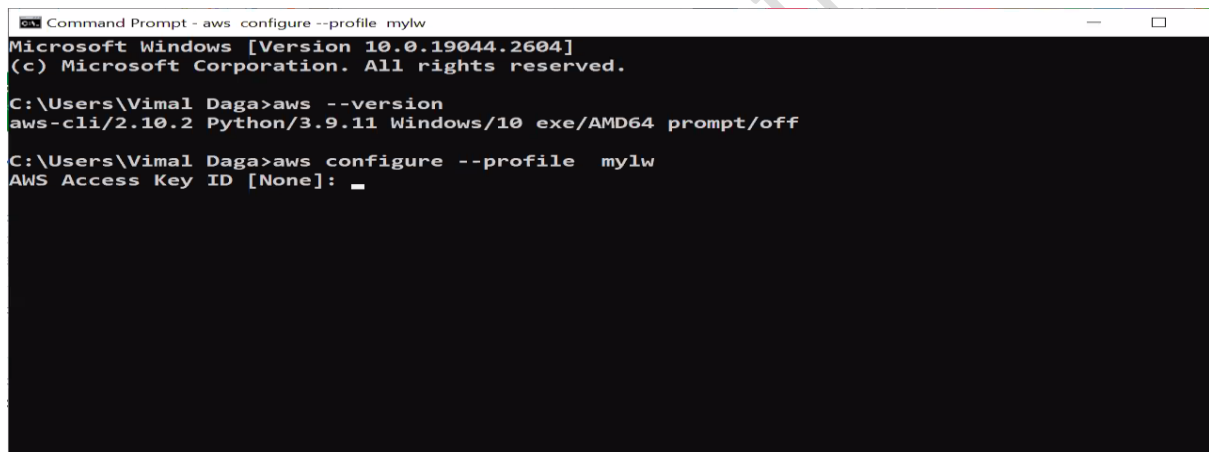 Command Prompt - aws  configure --profile  mylw
Microsoft Windows [Version 10.0.19044.2604]
(c) Microsoft Corporation. All rights reserved.
C:\Users\Vimal Daga>aws --version
aws-cli/2.10.2 Python/3.9.11 Windows/10 exe/AMD64 prompt/off
C:\Users\Vimal Daga>aws configure --profile  mylw
AWS Access Key ID [None]: